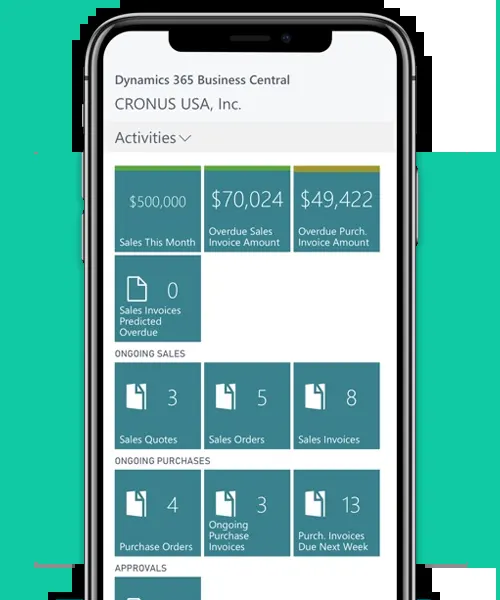 Dynamics 365 Business Central
CRONUS USA, Inc.
Activities
$500,000
Sales This Month
$70,024
Overdue Sales
Invoice Amount
$49,422
Overdue Purch.
Invoice Amount
0
Sales Invoices
Predicted
Overdue
ONGOING SALES
3
Sales Quotes
5
Sales Orders
8
Sales Invoices
ONGOING PURCHASES
4
Purchase Orders
3
Ongoing
Purchase
Invoices
13
Purch. Invoices
Due Next Week
APPROVALS